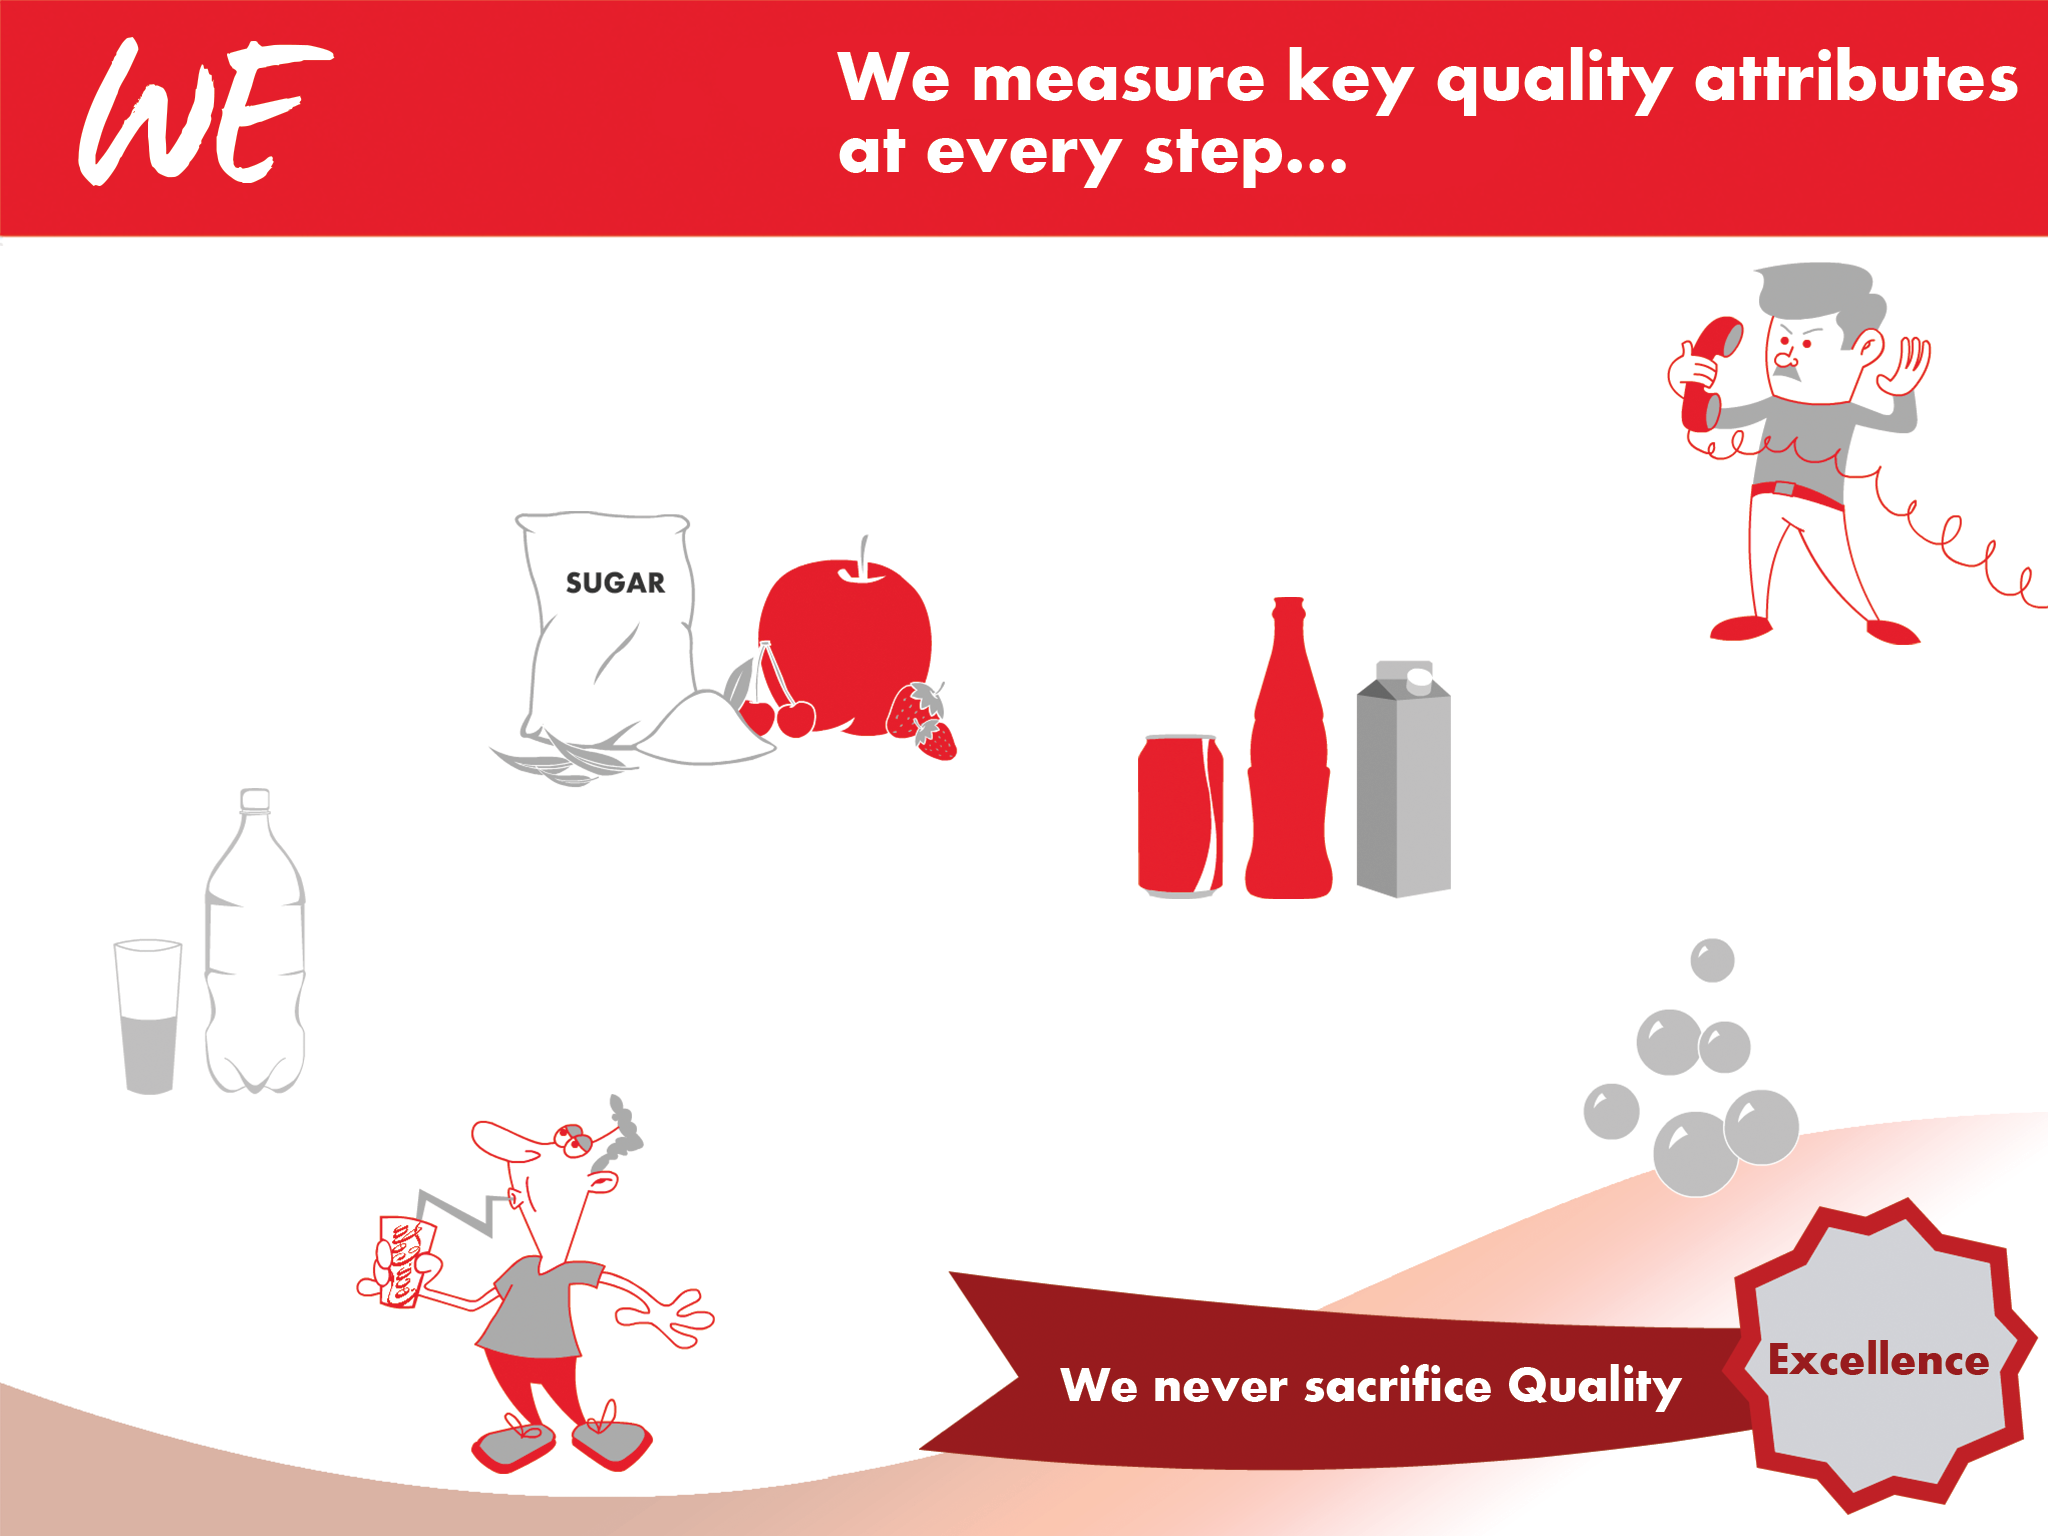 WE
We measure key quality attributes
at every step...
SUGAR
We never sacrifice Quality
Excellence